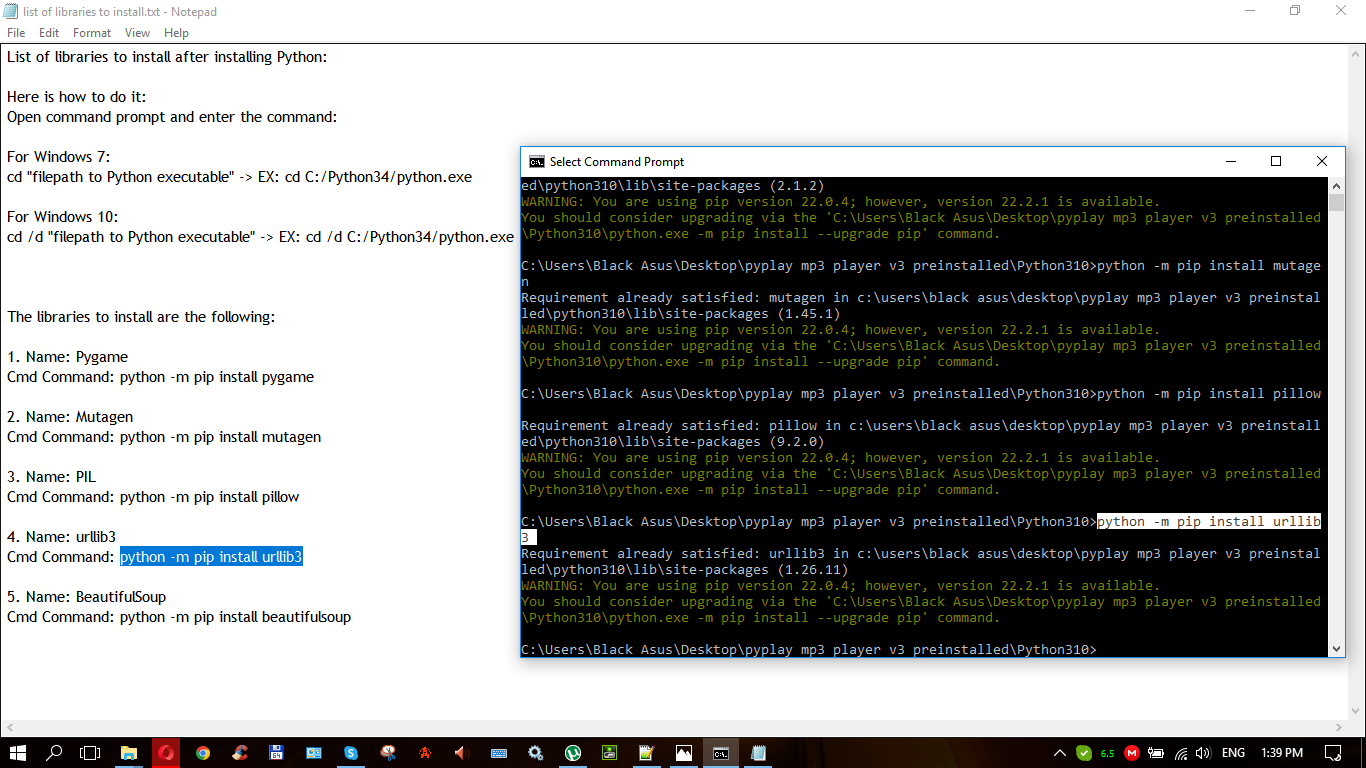 list of libraries to install.txt - Notepad
File Edit Format View Help
List of libraries to install after installing Python:
Here is how to do it:
Open command prompt and enter the command:
For Windows 7:
cd "filepath to Python executable" -> EX: cd C:/Python34/python.exe
For Windows 10:
cd /d "filepath to Python executable" -> EX: cd /d C:/Python34/python.exe
The libraries to install are the following:
1. Name: Pygame
Cmd Command: python -m pip install pygame
2. Name: Mutagen
Cmd Command: python -m pip install mutagen
3. Name: PIL
Cmd Command: python -m pip install pillow
4. Name: urllib3
Cmd Command: python -m pip install urllib3
5. Name: BeautifulSoup
Cmd Command: python -m pip install beautifulsoup
Select Command Prompt
ed\python310\lib\site-packages (2.1.2)
WARNING: You are using pip version 22.0.4; however, version 22.2.1 is available.
You should consider upgrading via the 'C:\Users\Black Asus\Desktop\pyplay mp3 player v3 preinstalled
\Python310\python.exe -m pip install --upgrade pip' command.
C:\Users\Black Asus\Desktop\pyplay mp3 player v3 preinstalled\Python310>python -m pip install mutage
n
Requirement already satisfied: mutagen in c:\users\black asus\desktop\pyplay mp3 player v3 preinstal
led\python310\lib\site-packages (1.45.1)
WARNING: You are using pip version 22.0.4; however, version 22.2.1 is available.
You should consider upgrading via the 'C:\Users\Black Asus\Desktop\pyplay mp3 player v3 preinstalled
\Python310\python.exe -m pip install --upgrade pip' command.
C:\Users\Black Asus\Desktop\pyplay mp3 player v3 preinstalled\Python310>python -m pip install pillow
Requirement already satisfied: pillow in c:\users\black asus\desktop\pyplay mp3 player v3 preinstall
ed\python310\lib\site-packages (9.2.0)
WARNING: You are using pip version 22.0.4; however, version 22.2.1 is available.
You should consider upgrading via the 'C:\Users\Black Asus\Desktop\pyplay mp3 player v3 preinstalled
\Python310\python.exe -m pip install --upgrade pip' command.
C:\Users\Black Asus\Desktop\pyplay mp3 player v3 preinstalled\Python310>python -m pip install urllib
3
Requirement already satisfied: urllib3 in c:\users\black asus\desktop\pyplay mp3 player v3 preinstal
led\python310\lib\site-packages (1.26.11)
WARNING: You are using pip version 22.0.4; however, version 22.2.1 is available.
You should consider upgrading via the 'C:\Users\Black Asus\Desktop\pyplay mp3 player v3 preinstalled
\Python310\python.exe -m pip install --upgrade pip' command.
C:\Users\Black Asus\Desktop\pyplay mp3 player v3 preinstalled\Python310>
6.5 ENG 1:39 PM